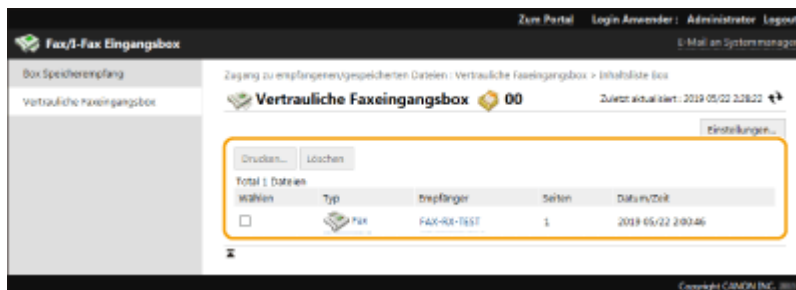 Zum Portal Login Anwender : Administrator Logout
Fax/I-Fax Eingangsbox
E-Mail an Systemmanager
Box Speicherempfang
Vertrauliche Faxeingangsbox
Zugang zu empfangenen/gespeicherten Dateien : Vertrauliche Faxeingangsbox > Inhaltsliste Box
Vertrauliche Faxeingangsbox 00
Zuletzt aktualisiert : 2019 05/22 2:28:22
Einstellungen...
Drucken... Löschen
Total 1 Dateien
Wählen Typ Empfänger Seiten Datum/Zeit
Fax FAX-RX-TEST 1 2019 05/22 2:00:46
Copyright CANON INC.